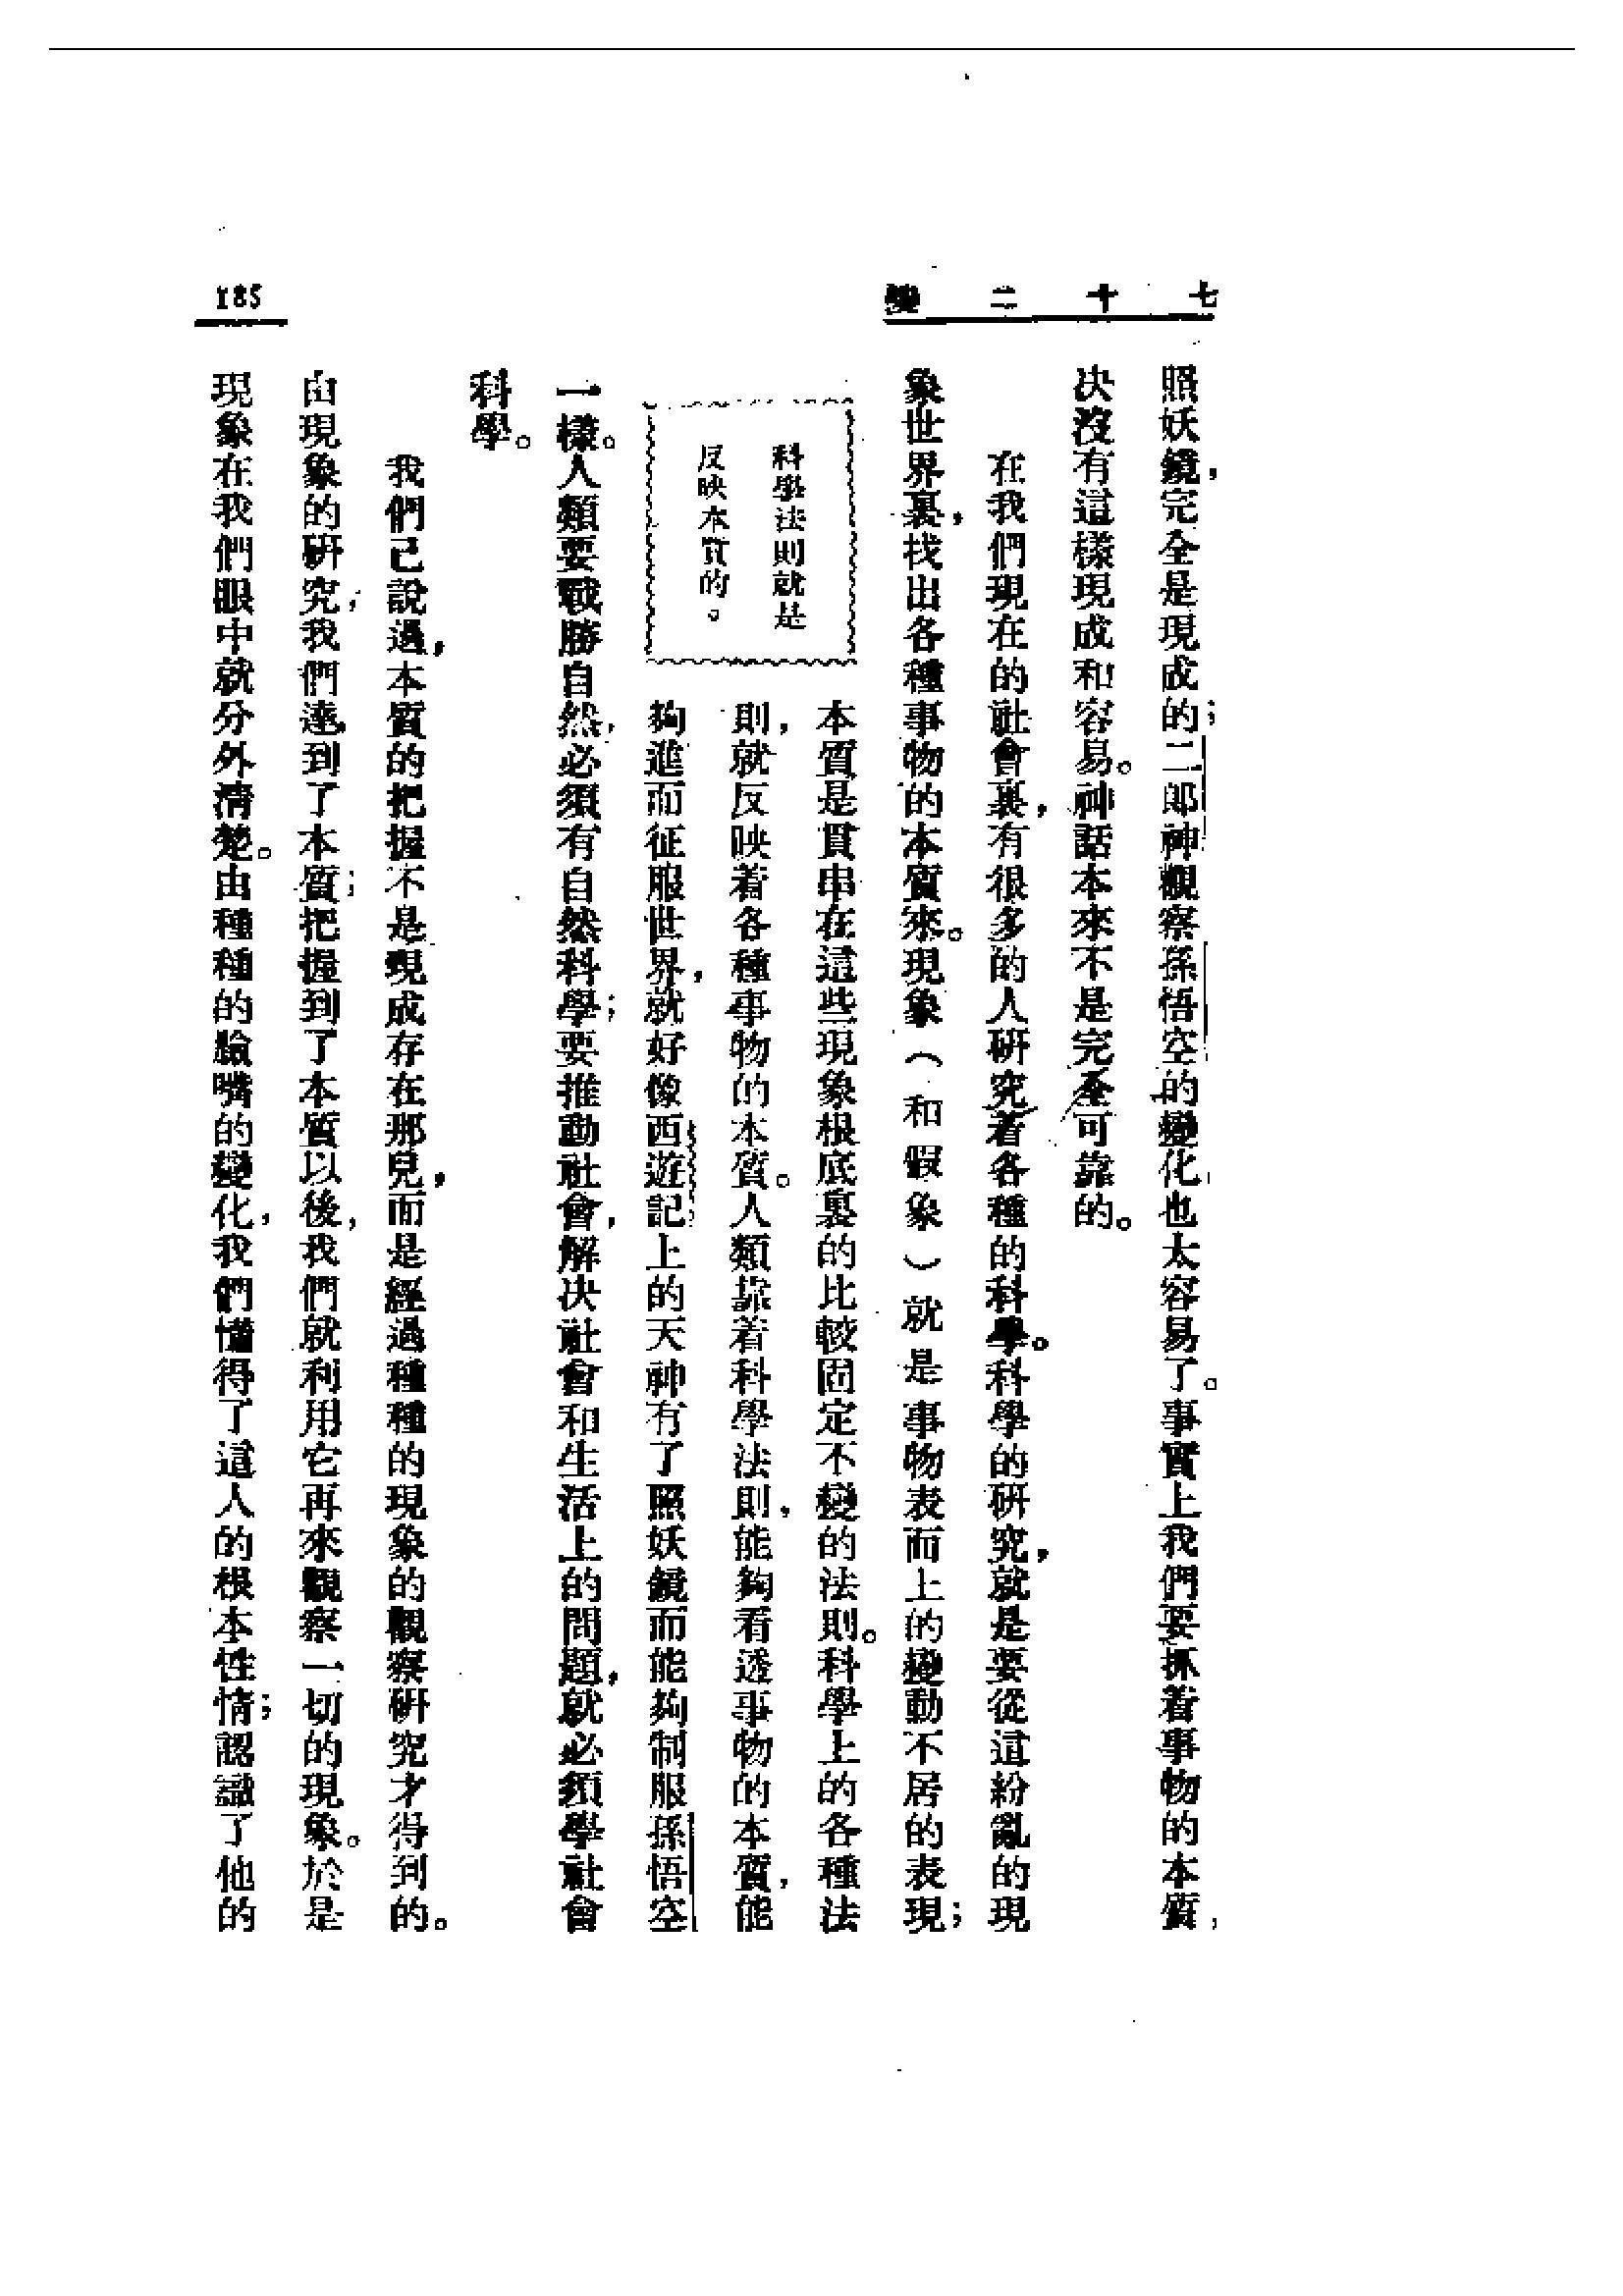 七十二變
185
照妖鏡,完全是現成的;二郎神觀察孫悟空的變化,也太容易了。事實上我們要抓着事物的本質,
決沒有這樣現成和容易。神話本來不是完全可靠的。
在我們現在的社會裏,有很多的人研究着各種的科學。科學的研究,就是要從這紛亂的現
象世界裏,找出各種事物的本質來。現象(和假象)就是事物表面上的變動不居的表現;
科學法則就是
反映本質的。
本質是貫串在這些現象根底裏的比較固定不變的法則。科學上的各種法
則,就反映着各種事物的本質。人類靠着科學法則,能夠看透事物的本質,能
夠進而征服世界,就好像西遊記上的天神有了照妖鏡而能夠制服孫悟空
一樣。人類要戰勝自然,必須有自然科學;要推動社會,解決社會和生活上的問題,就必須學社會
科學。
我們已說過,本質的把握不是現成存在那兒,而是經過種種的現象的觀察研究才得到的。
由現象的研究,我們達到了本質;把握到了本質以後,我們就利用它再來觀察一切的現象。於是
現象在我們眼中就分外清楚。由種種的臉嘴的變化,我們懂得了這人的根本性情;認識了他的